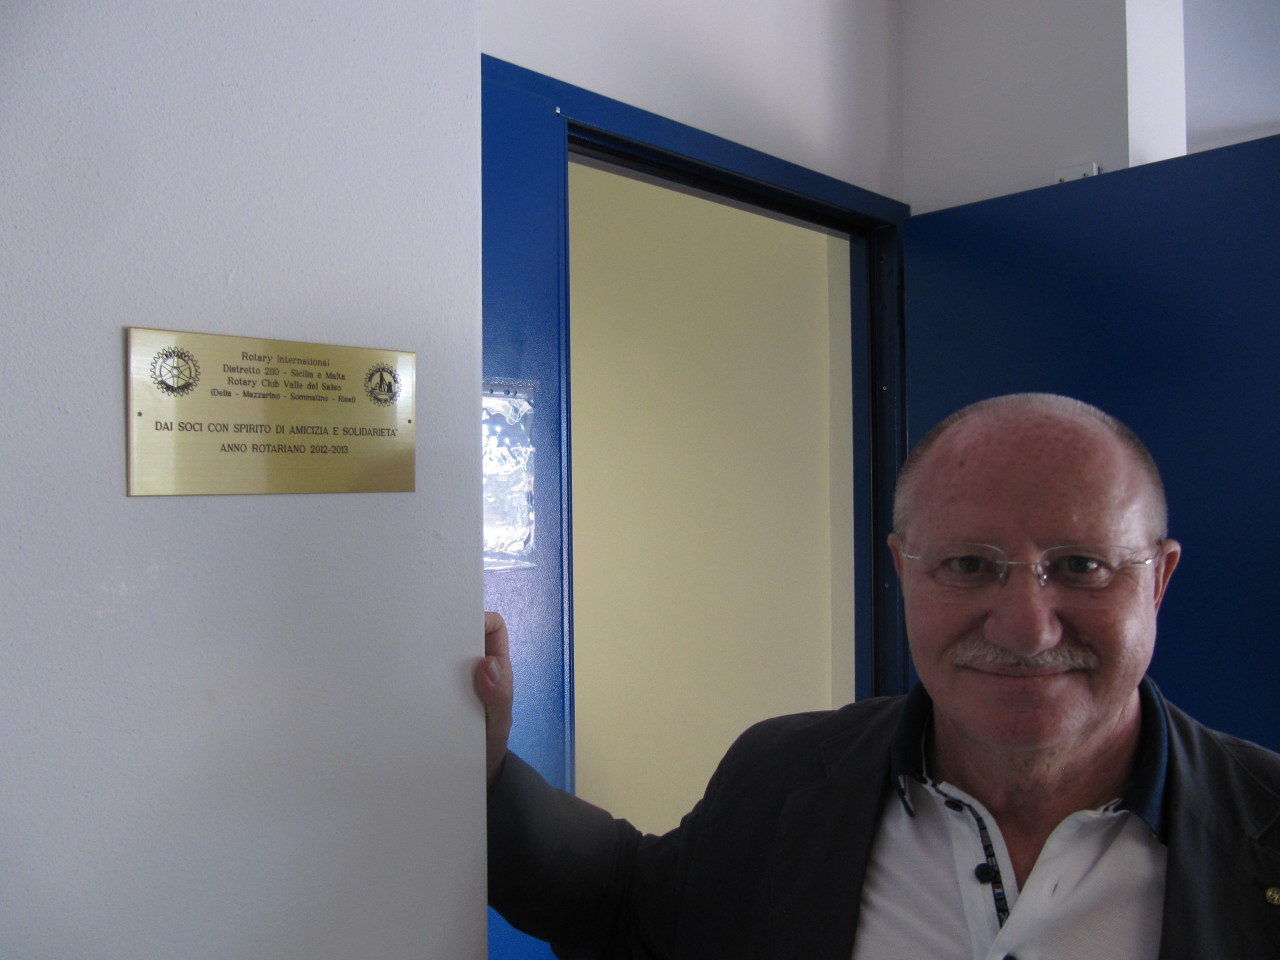 Rotary International
Distretto 2110 - Sicilia e Malta
Rotary Club Valle del Salso
(Delia - Mazzarino - Sommatino - Riesi)
DAI SOCI CON SPIRITO DI AMICIZIA E SOLIDARIETA'
ANNO ROTARIANO 2012-2013